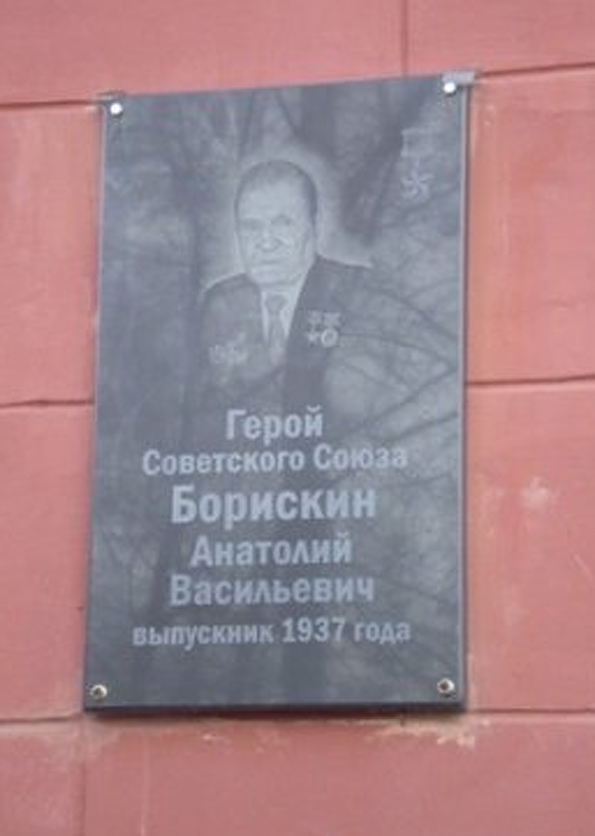 Герой
Советского Союза
Борискин
Анатолий
Васильевич
выпускник 1937 года